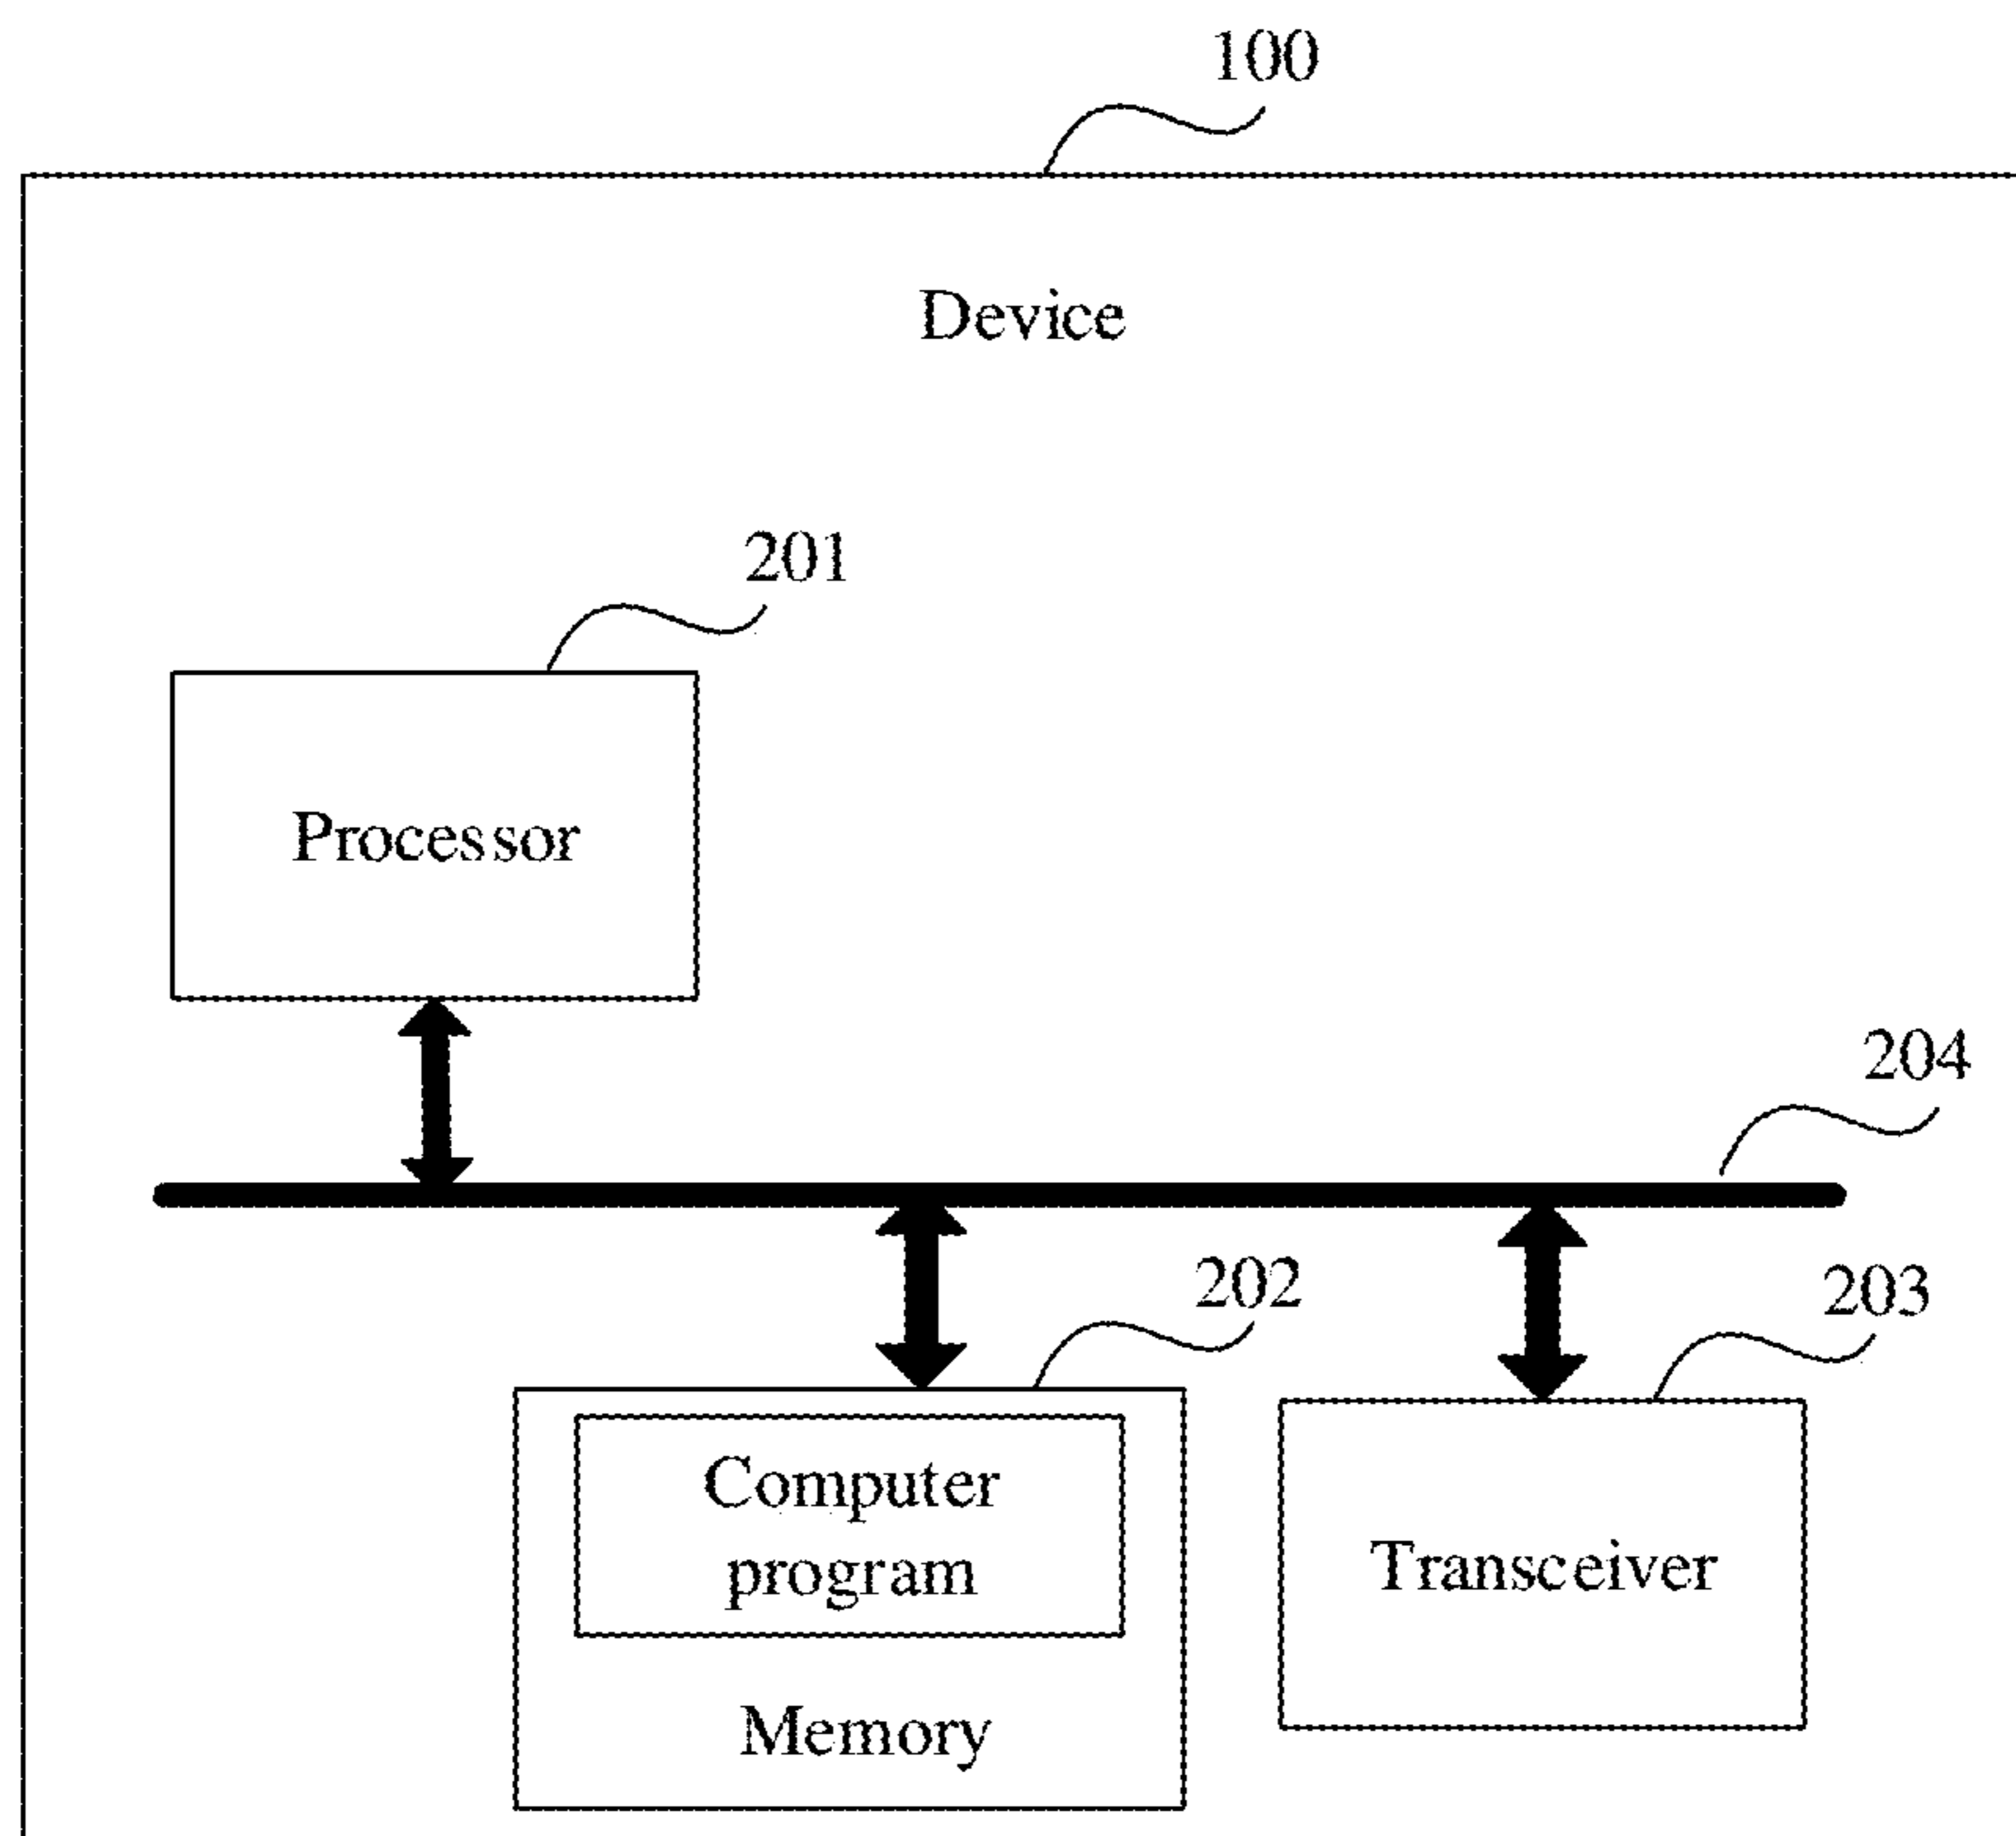 100
Device
201
Processor
204
202
203
Computer
program
Transceiver
Memory